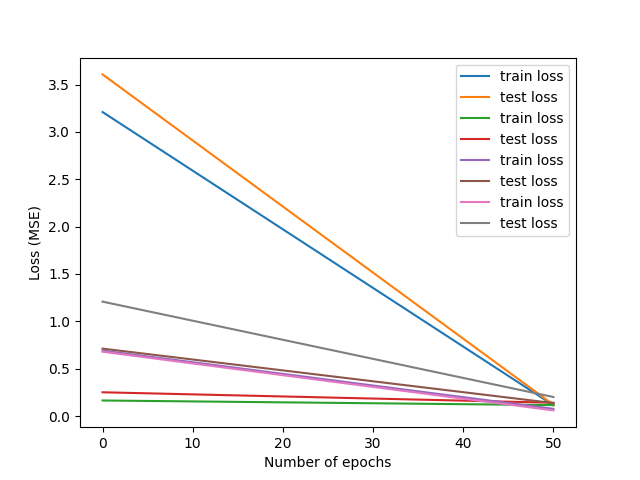 3.5
3.0
2.5
2.0
1.5
1.0
0.5
0.0
Loss (MSE)
train loss
test loss
train loss
test loss
train loss
test loss
train loss
test loss
0 10 20 30 40 50
Number of epochs